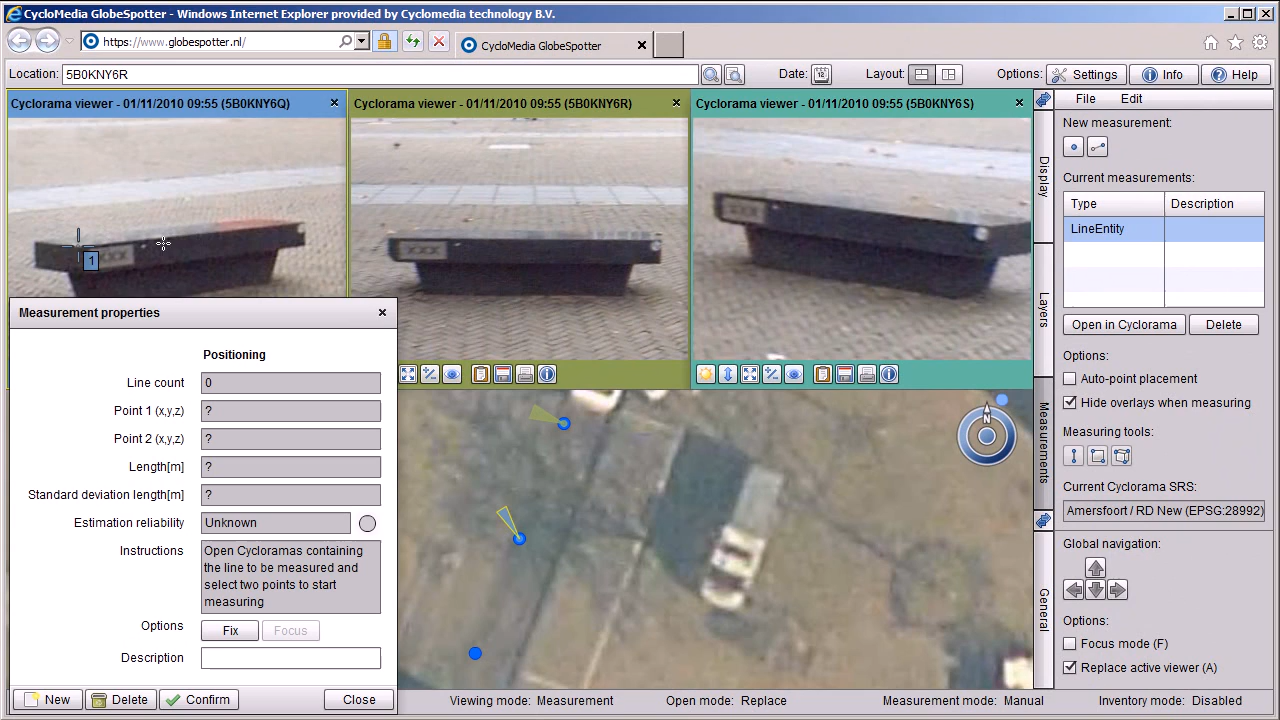 CycloMedia GlobeSpotter - Windows Internet Explorer provided by Cyclomedia technology B.V.
https://www.globespotter.nl/
CycloMedia GlobeSpotter
Location: 5B0KNY6R
Date: 12
Layout:
Options: Settings Info Help
Cyclorama viewer - 01/11/2010 09:55 (5B0KNY6Q)
Cyclorama viewer - 01/11/2010 09:55 (5B0KNY6R)
Cyclorama viewer - 01/11/2010 09:55 (5B0KNY6S)
1
Measurement properties
Positioning
Line count 0
Point 1 (x,y,z) ?
Point 2 (x,y,z) ?
Length[m] ?
Standard deviation length[m] ?
Estimation reliability Unknown
Instructions Open Cycloramas containing
the line to be measured and
select two points to start
measuring
Options Fix Focus
Description
New Delete Confirm Close
N
Viewing mode: Measurement
Open mode: Replace
Measurement mode: Manual
Inventory mode: Disabled
Display
Layers
Measurements
General
File Edit
New measurement:
Current measurements:
Type Description
LineEntity
Open in Cyclorama Delete
Options:
Auto-point placement
Hide overlays when measuring
Measuring tools:
Current Cyclorama SRS:
Amersfoort / RD New (EPSG:28992)
Global navigation:
Options:
Focus mode (F)
Replace active viewer (A)